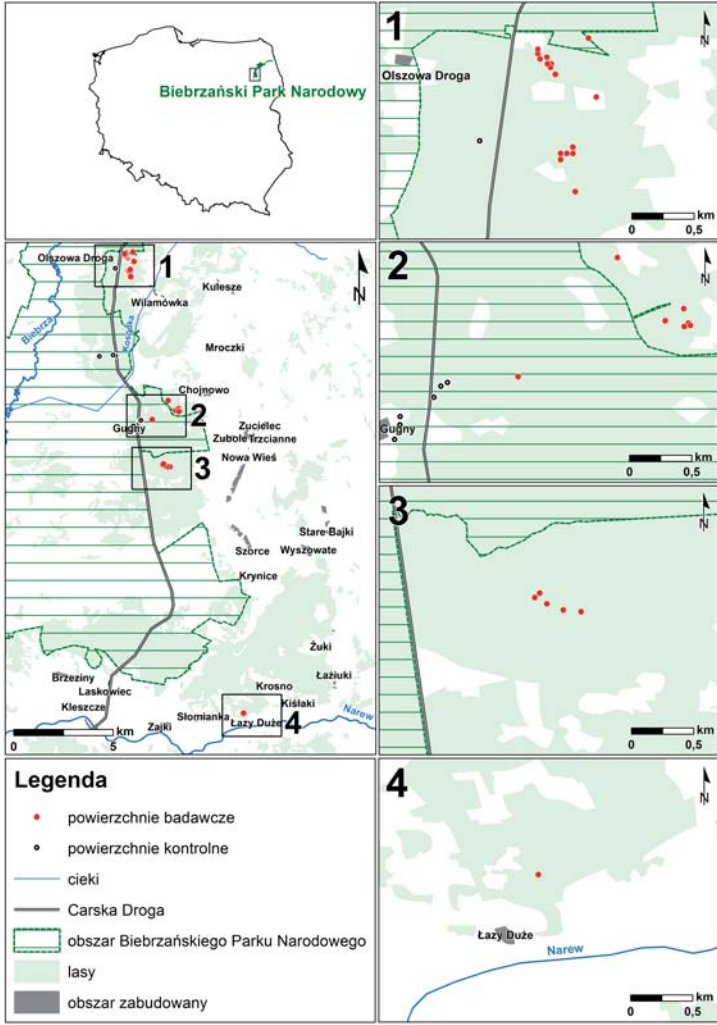 Biebrzański Park Narodowy
1
N
Olszowa Droga
km
0 0,5
Olszowa Droga
1
N
Kulesze
Wilamówka
Biebrza
Kosódka
Mroczki
Chojnowo
2
Gugny
Zucielec
Zubole Trzcianne
Nowa Wieś
3
Stare Bajki
Szorce
Wyszowate
Krynice
Żuki
Brzeziny
Łaziuki
Laskowiec
Krosno
Kleszcze
Kiślaki
Słomianka
Łazy Duże
4
Zajki
Narew
km
0 5
2
N
Gugny
km
0 0,5
3
N
km
0 0,5
Legenda
powierzchnie badawcze
powierzchnie kontrolne
cieki
Carska Droga
obszar Biebrzańskiego Parku Narodowego
lasy
obszar zabudowany
4
N
Łazy Duże
Narew
km
0 0,5